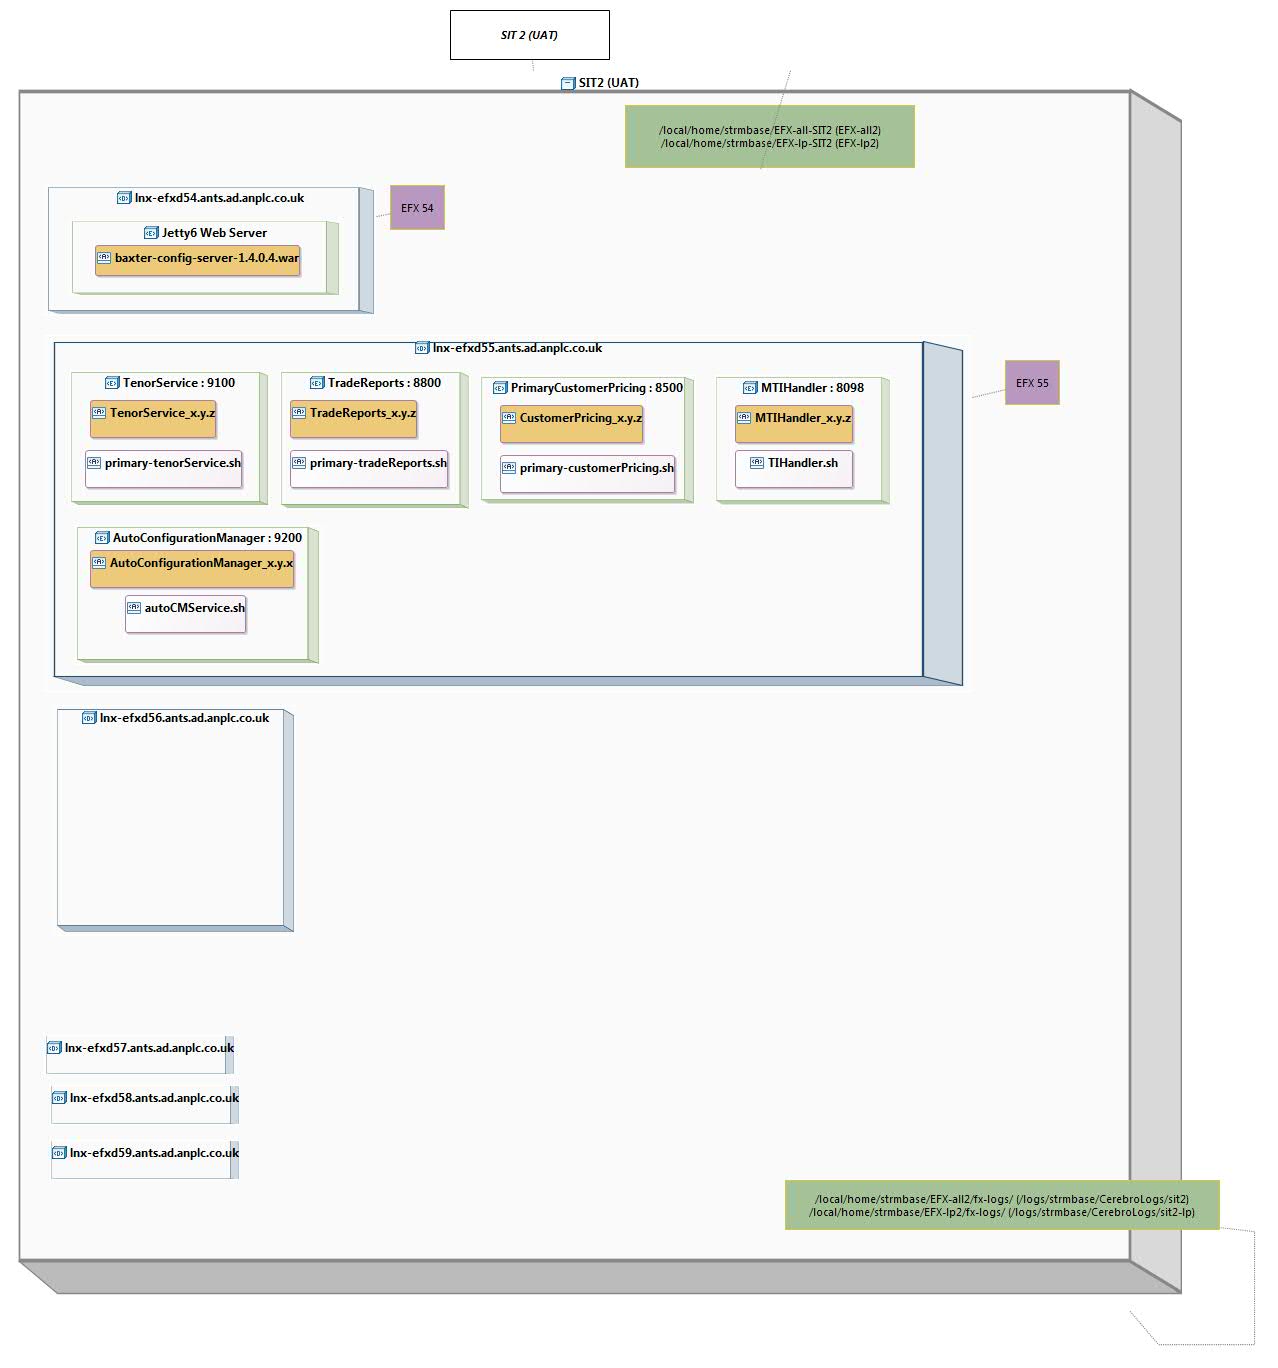 SIT 2 (UAT)
SIT2 (UAT)
/local/home/strmbase/EFX-all-SIT2 (EFX-all2)
/local/home/strmbase/EFX-lp-SIT2 (EFX-lp2)
lnx-efxd54.ants.ad.anplc.co.uk
EFX 54
Jetty6 Web Server
baxter-config-server-1.4.0.4.war
lnx-efxd55.ants.ad.anplc.co.uk
EFX 55
TenorService : 9100
TenorService_x.y.z
primary-tenorService.sh
TradeReports : 8800
TradeReports_x.y.z
primary-tradeReports.sh
PrimaryCustomerPricing : 8500
CustomerPricing_x.y.z
primary-customerPricing.sh
MTIHandler : 8098
MTIHandler_x.y.z
TIHandler.sh
AutoConfigurationManager : 9200
AutoConfigurationManager_x.y.x
autoCMService.sh
lnx-efxd56.ants.ad.anplc.co.uk
lnx-efxd57.ants.ad.anplc.co.uk
lnx-efxd58.ants.ad.anplc.co.uk
lnx-efxd59.ants.ad.anplc.co.uk
/local/home/strmbase/EFX-all2/fx-logs/ (/logs/strmbase/CerebroLogs/sit2)
/local/home/strmbase/EFX-lp2/fx-logs/ (/logs/strmbase/CerebroLogs/sit2-lp)